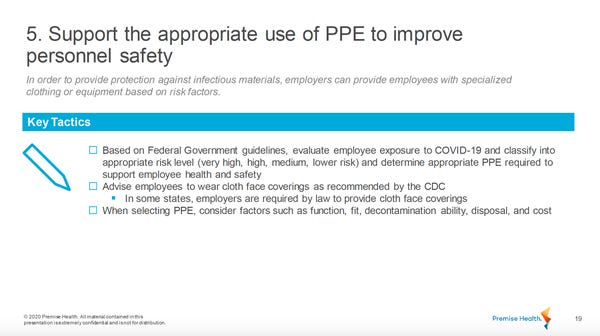 5. Support the appropriate use of PPE to improve
personnel safety
In order to provide protection against infectious materials, employers can provide employees with specialized
clothing or equipment based on risk factors.
Key Tactics
Based on Federal Government guidelines, evaluate employee exposure to COVID-19 and classify into
appropriate risk level (very high, high, medium, lower risk) and determine appropriate PPE required to
support employee health and safety
Advise employees to wear cloth face coverings as recommended by the CDC
In some states, employers are required by law to provide cloth face coverings
When selecting PPE, consider factors such as function, fit, decontamination ability, disposal, and cost
© 2020 Premise Health. All material contained in this
presentation is extremely confidential and is not for distribution.
Premise Health.
19